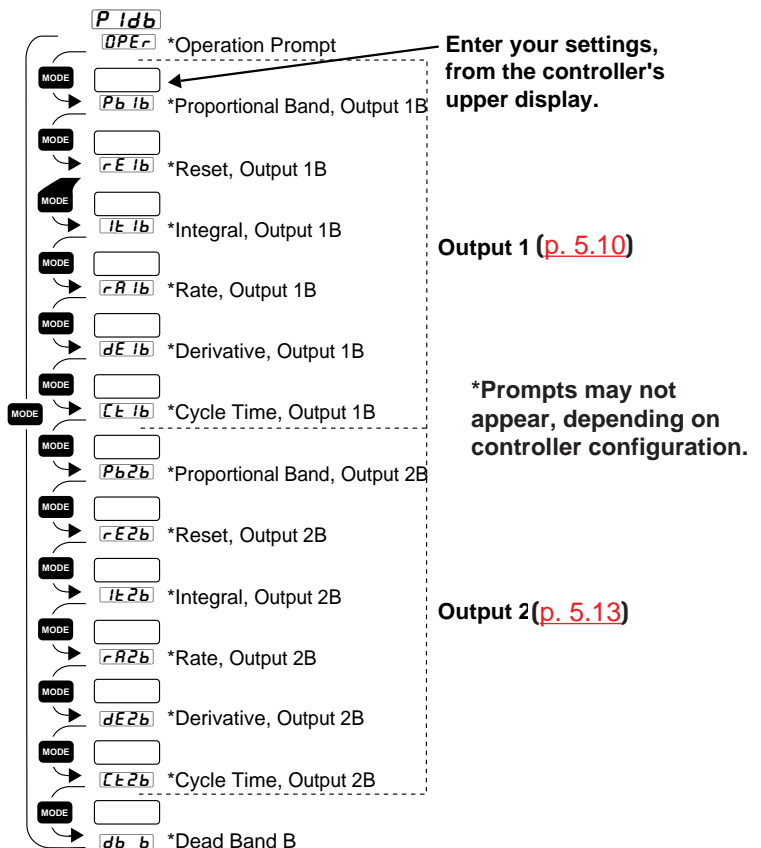 PIdb
OPEr *Operation Prompt
Enter your settings,
from the controller's
upper display.
MODE
Pb1b *Proportional Band, Output 1B
MODE
rE1b *Reset, Output 1B
MODE
It1b *Integral, Output 1B
Output 1 (p. 5.10)
MODE
rA1b *Rate, Output 1B
MODE
dE1b *Derivative, Output 1B
MODE
Ct1b *Cycle Time, Output 1B
*Prompts may not
appear, depending on
controller configuration.
MODE
MODE
Pb2b *Proportional Band, Output 2B
MODE
rE2b *Reset, Output 2B
MODE
It2b *Integral, Output 2B
Output 2 (p. 5.13)
MODE
rA2b *Rate, Output 2B
MODE
dE2b *Derivative, Output 2B
MODE
Ct2b *Cycle Time, Output 2B
MODE
db b *Dead Band B